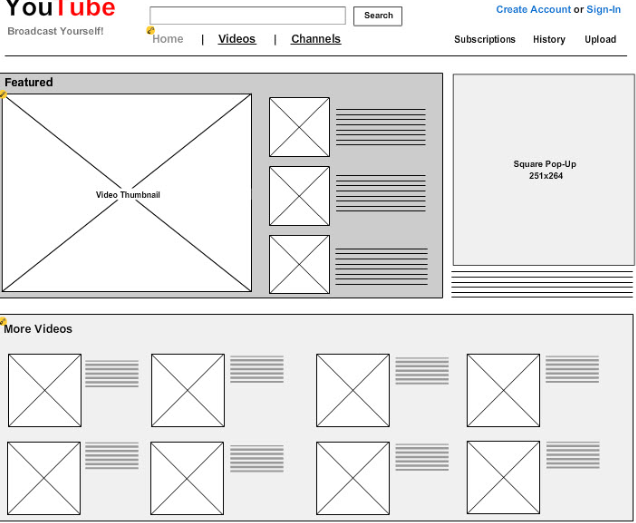 YouTube
Broadcast Yourself!
Search
Create Account or Sign-In
Home | Videos | Channels
Subscriptions History Upload
Featured
Video Thumbnail
Square Pop-Up
251x264
More Videos